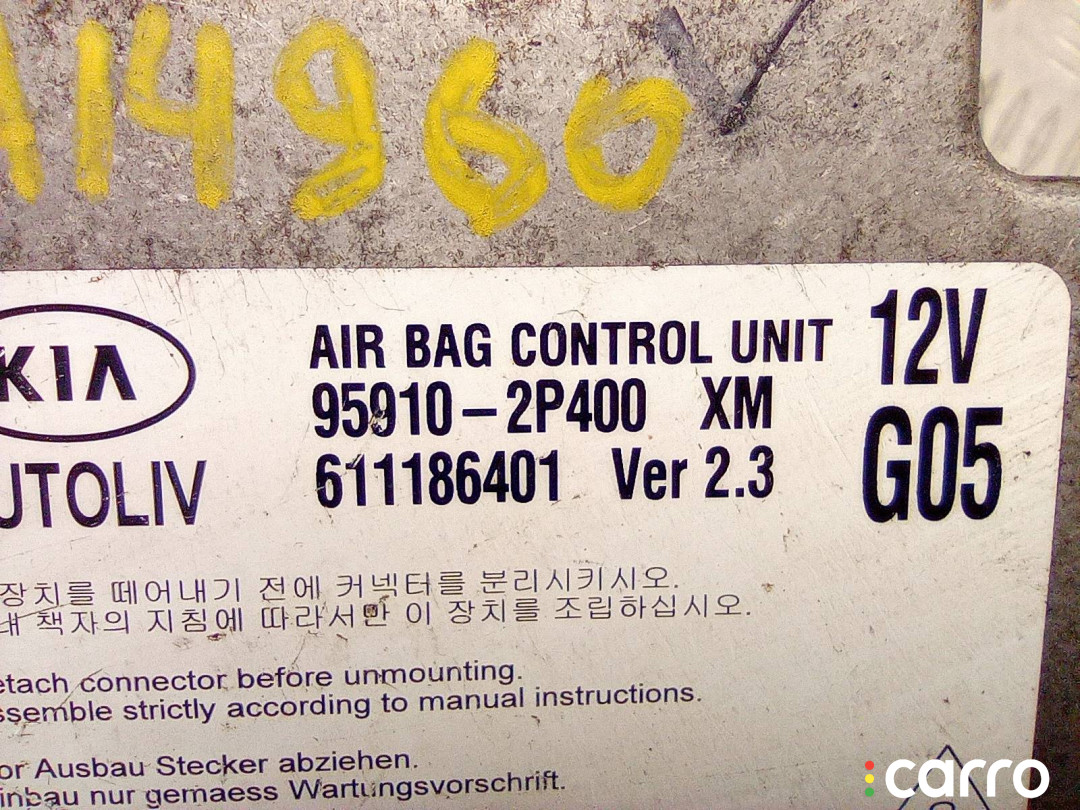 14960
KIA
AIR BAG CONTROL UNIT
12V
95910-2P400 XM
UTOLIV
611186401 Ver 2.3
G05
장치를 떼어내기 전에 커넥터를 분리시키시오.
내 책자의 지침에 따라서만 이 장치를 조립하십시오.
etach connector before unmounting.
ssemble strictly according to manual instructions.
or Ausbau Stecker abziehen.
inbau nur gemaess Wartungsvorschrift.
carro